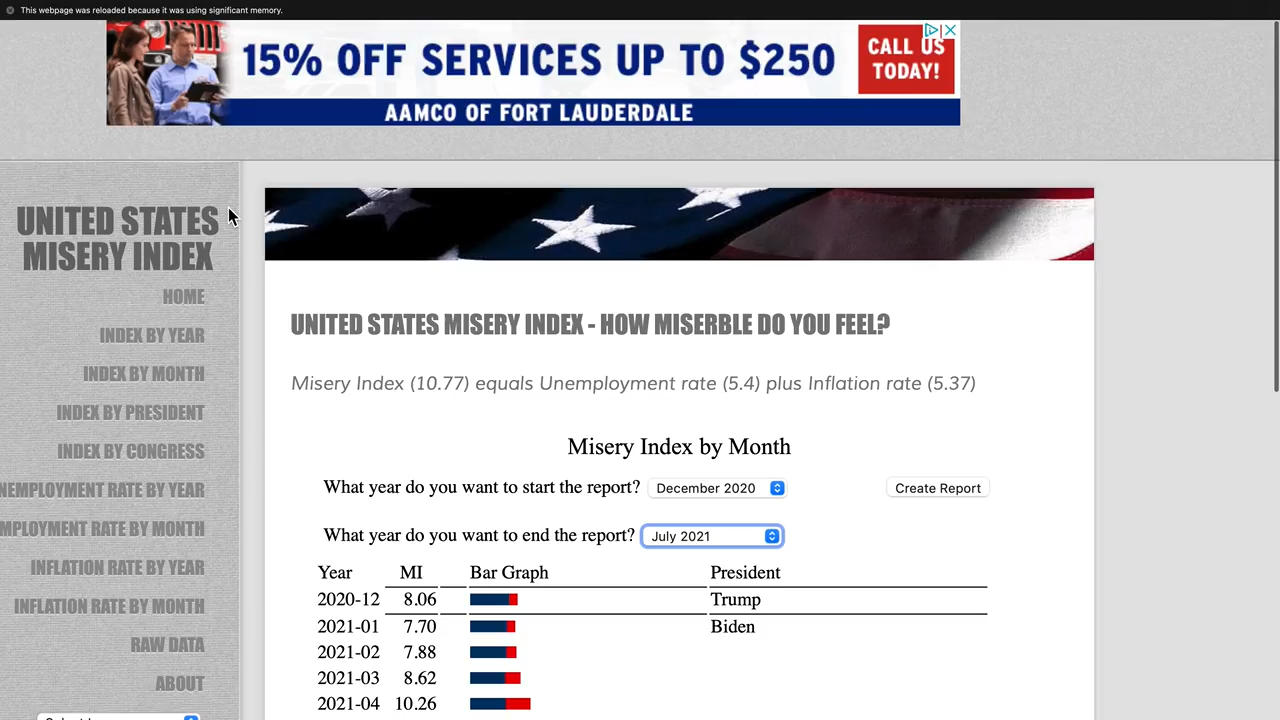 This webpage was reloaded because it was using significant memory.
15% OFF SERVICES UP TO $250
CALL US
TODAY!
AAMCO OF FORT LAUDERDALE
UNITED STATES
MISERY INDEX
HOME
INDEX BY YEAR
INDEX BY MONTH
INDEX BY PRESIDENT
INDEX BY CONGRESS
NEMPLOYMENT RATE BY YEAR
MPLOYMENT RATE BY MONTH
INFLATION RATE BY YEAR
INFLATION RATE BY MONTH
RAW DATA
ABOUT
UNITED STATES MISERY INDEX - HOW MISERBLE DO YOU FEEL?
Misery Index (10.77) equals Unemployment rate (5.4) plus Inflation rate (5.37)
Misery Index by Month
What year do you want to start the report? December 2020 Create Report
What year do you want to end the report? July 2021
Year MI Bar Graph President
2020-12 8.06 Trump
2021-01 7.70 Biden
2021-02 7.88
2021-03 8.62
2021-04 10.26